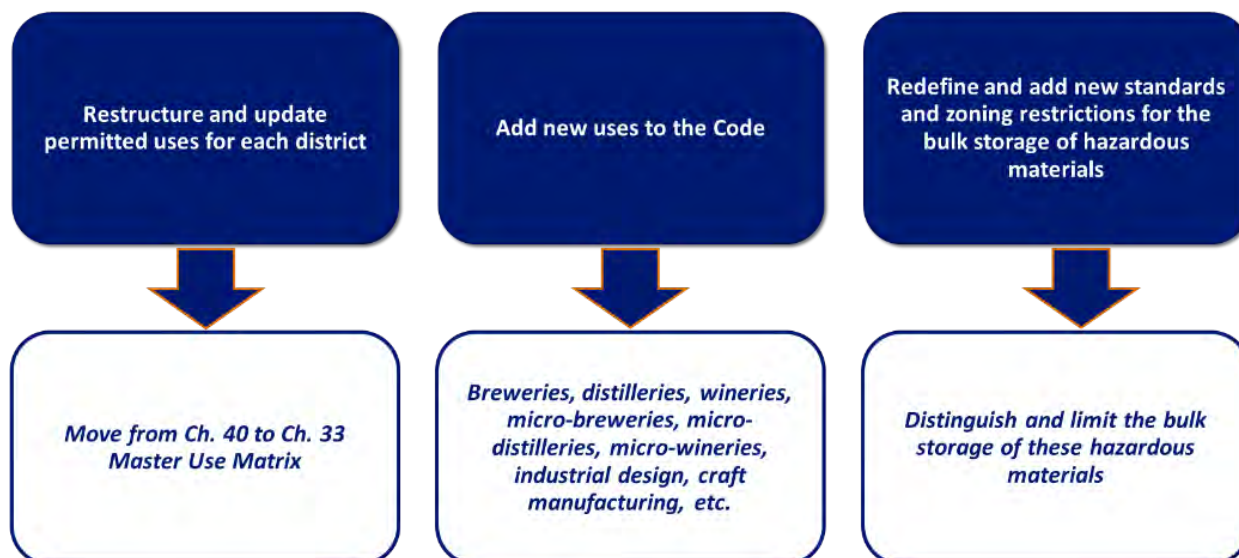 Restructure and update
permitted uses for each district
Add new uses to the Code
Redefine and add new standards
and zoning restrictions for the
bulk storage of hazardous
materials
Move from Ch. 40 to Ch. 33
Master Use Matrix
Breweries, distilleries, wineries,
micro-breweries, micro-
distilleries, micro-wineries,
industrial design, craft
manufacturing, etc.
Distinguish and limit the bulk
storage of these hazardous
materials